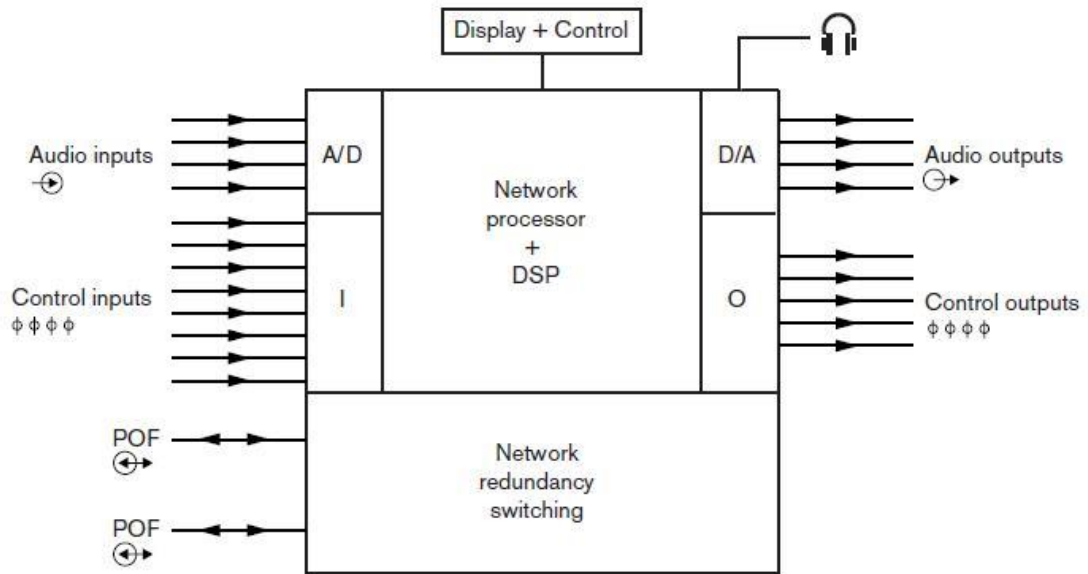 Display + Control
Audio inputs
A/D
Network
processor
+
DSP
D/A
Audio outputs
Control inputs
I
O
Control outputs
POF
POF
Network
redundancy
switching